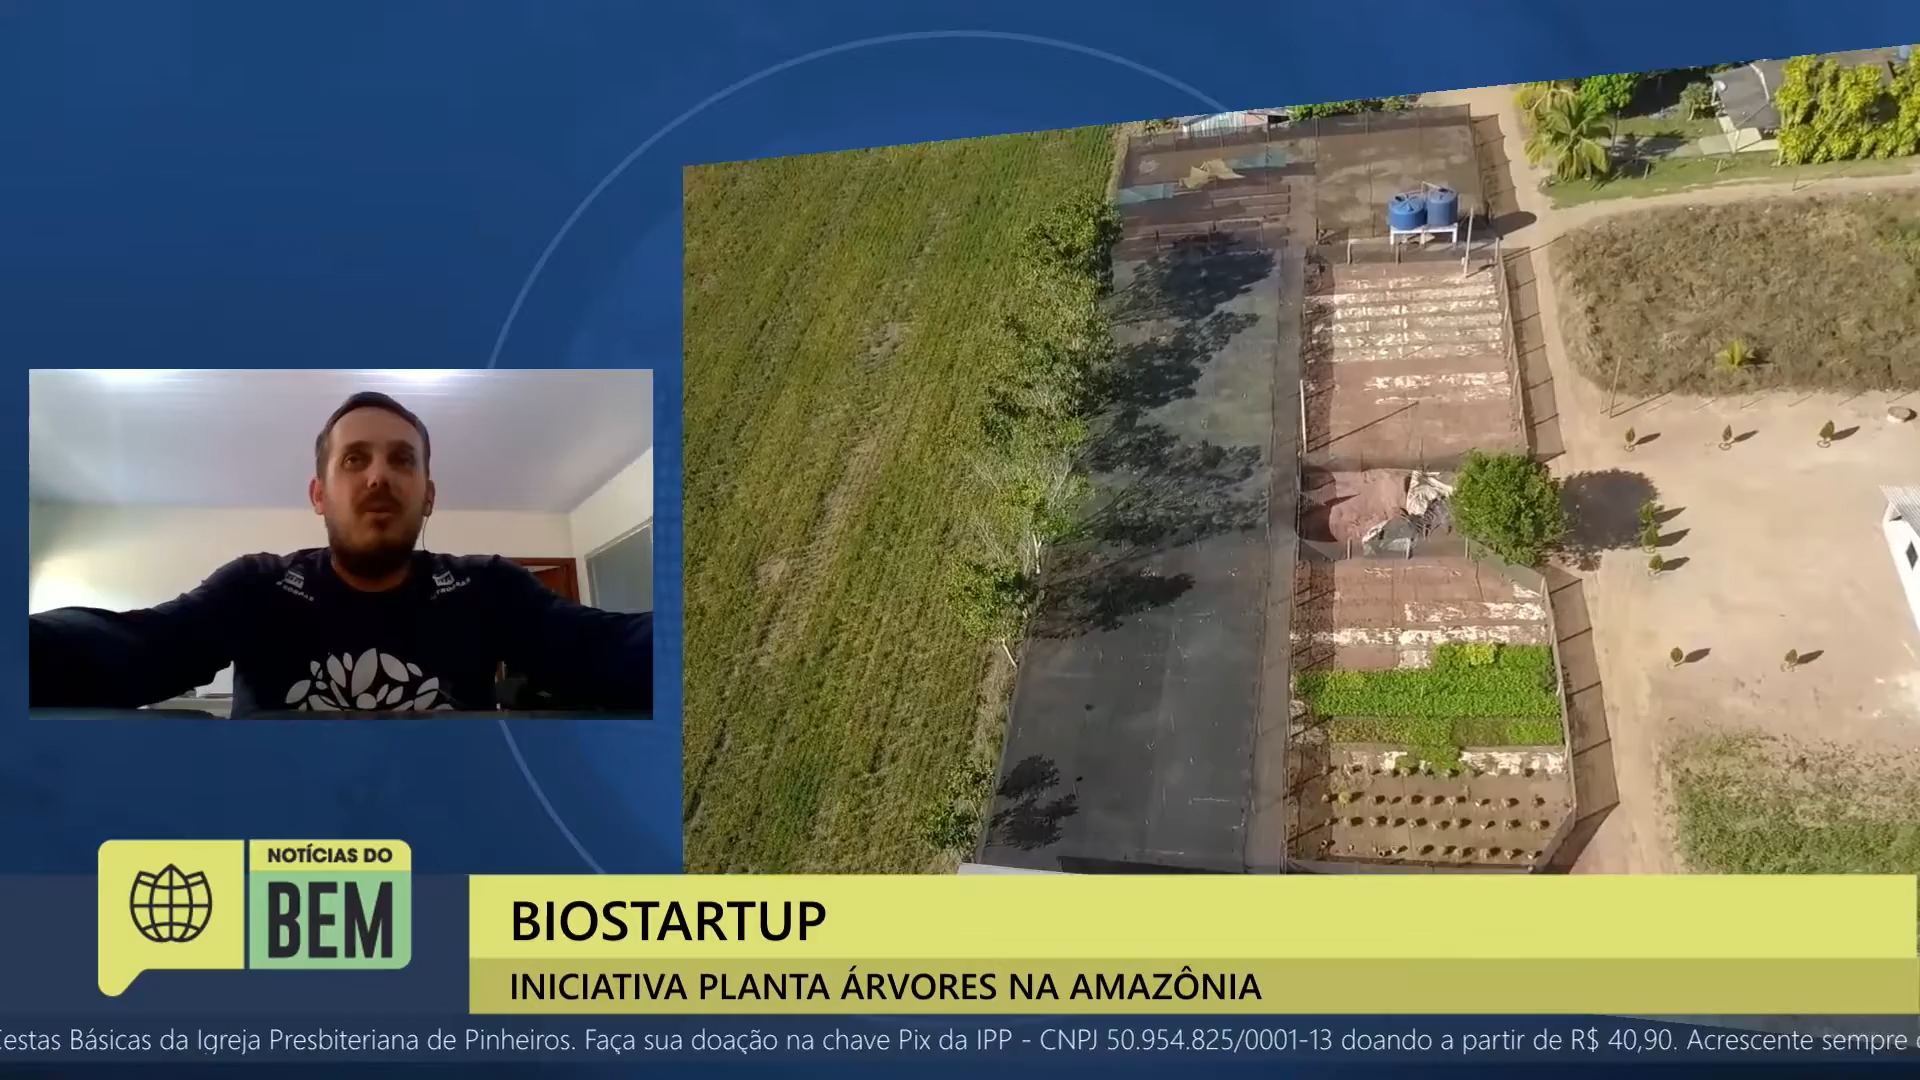 NOTÍCIAS DO
BEM
BIOSTARTUP
INICIATIVA PLANTA ÁRVORES NA AMAZÔNIA
Cestas Básicas da Igreja Presbiteriana de Pinheiros. Faça sua doação na chave Pix da IPP - CNPJ 50.954.825/0001-13 doando a partir de R$ 40,90. Acrescente sempre